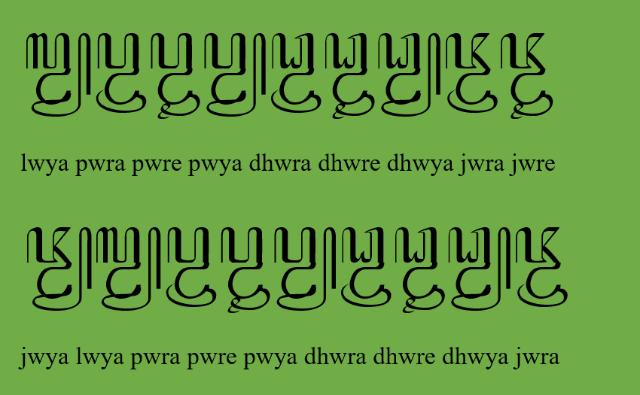 ꦭ꧀ꦮꦾꦥ꧀ꦮꦿꦥ꧀ꦮꦽꦥ꧀ꦮꦾꦝ꧀ꦮꦿꦝ꧀ꦮꦽꦝ꧀ꦮꦾꦗ꧀ꦮꦿꦗ꧀ꦮꦽ
lwya pwra pwre pwya dhwra dhwre dhwya jwra jwre
ꦗ꧀ꦮꦾꦭ꧀ꦮꦾꦥ꧀ꦮꦿꦥ꧀ꦮꦽꦥ꧀ꦮꦾꦝ꧀ꦮꦿꦝ꧀ꦮꦽꦝ꧀ꦮꦾꦗ꧀ꦮꦿ
jwya lwya pwra pwre pwya dhwra dhwre dhwya jwra